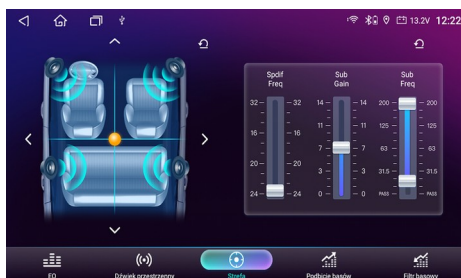 13.2V 12:22
Spdif Freq
Sub Gain
Sub Freq
32 32 14 14 200 200
16 11 11 125 125
16 16 7 7 63 63
20 20 3 3 31.5 31.5
24 24 0 0 PASS PASS
EQ Dźwięk przestrzenny Strefa Podbicie basów Filtr basowy